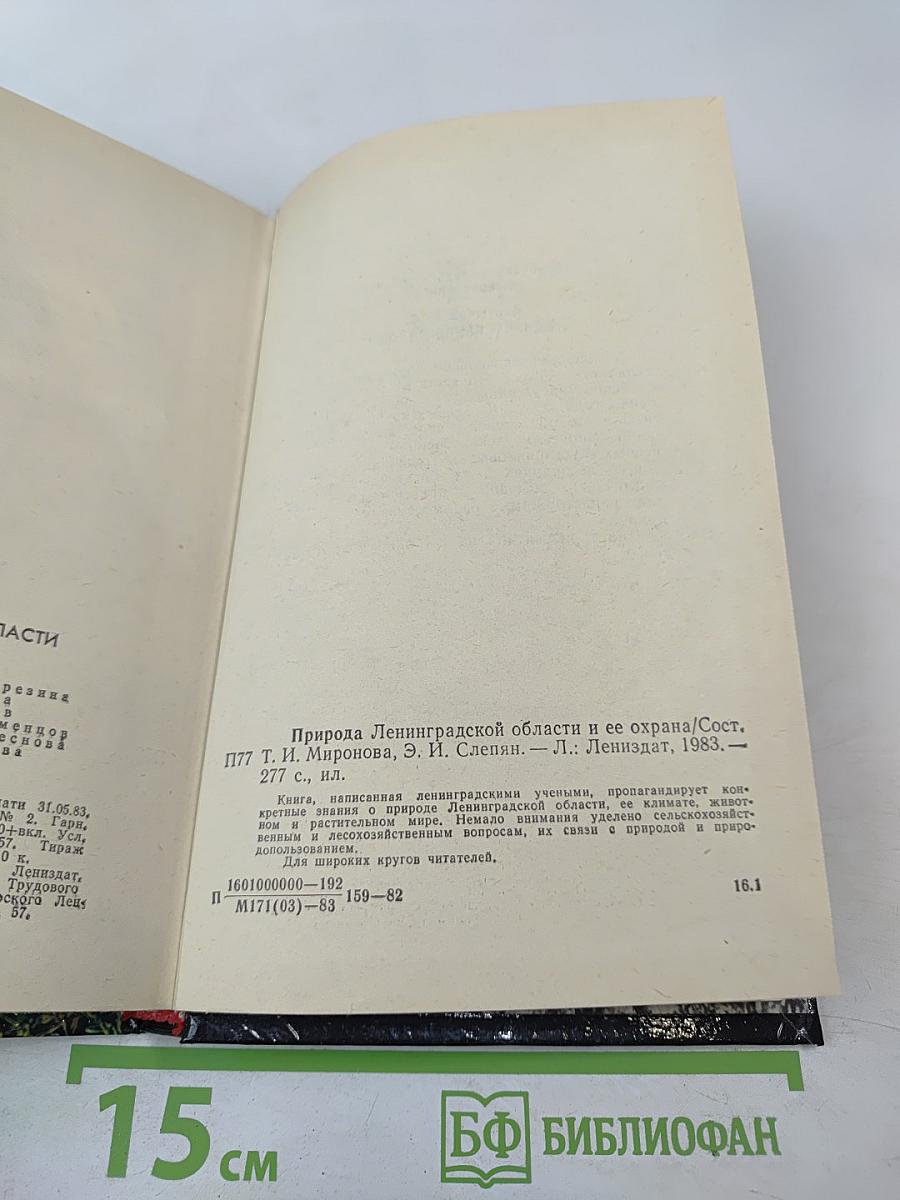 ЛАСТИ
резина
а
в
менцов
еснова
ва
ати 31.05.83.
№ 2. Гарн.
0+вкл. Усл.
57. Тираж
0 к.
Лениздат,
Трудового
рского Лен-
57.
Природа Ленинградской области и ее охрана/Сост.
П77 Т. И. Миронова, Э. И. Слепян. — Л.: Лениздат, 1983. —
277 с., ил.
Книга, написанная ленинградскими учеными, пропагандирует кон-
кретные знания о природе Ленинградской области, ее климате, живот-
ном и растительном мире. Немало внимания уделено сельскохозяйст-
венным и лесохозяйственным вопросам, их связи с природой и приро-
допользованием.
Для широких кругов читателей.
П 1601000000—192
М171(03)—83 159—82
16.1
15 см
БФ БИБЛИОФАН